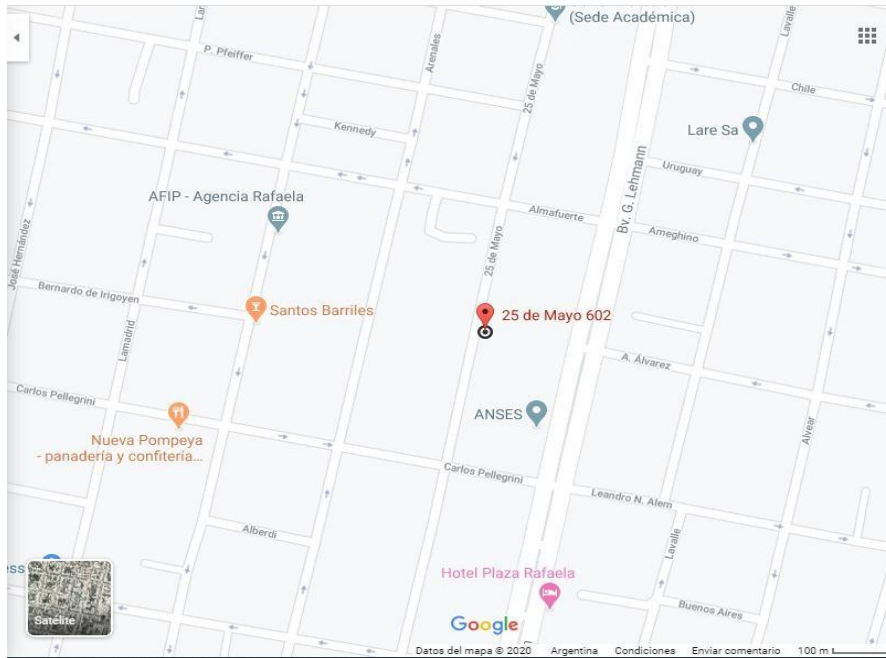 (Sede Académica)
P. Pfeiffer
Arenales
25 de Mayo
Lavalle
Chile
Kennedy
Lare Sa
Uruguay
AFIP - Agencia Rafaela
Bv. G. Lehmann
Almafuerte
Ameghino
José Hernández
25 de Mayo
Bernardo de Irigoyen
Santos Barriles
25 de Mayo 602
Lamadrid
A. Álvarez
Carlos Pellegrini
ANSES
Alvear
Nueva Pompeya
- panadería y confitería...
Carlos Pellegrini
Leandro N. Alem
Alberdi
Lavalle
Hotel Plaza Rafaela
Buenos Aires
Satélite
Google
Datos del mapa © 2020 Argentina Condiciones Enviar comentario 100 m